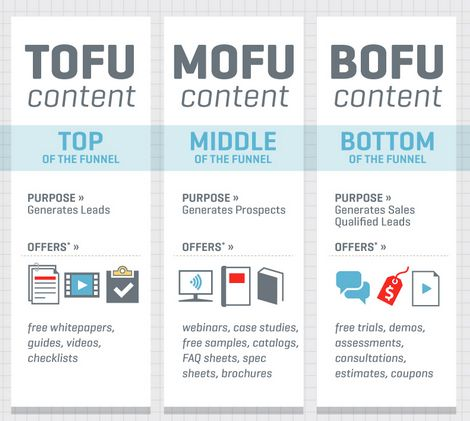 TOFU
content
TOP
OF THE FUNNEL
PURPOSE »
Generates Leads
OFFERS* »
free whitepapers,
guides, videos,
checklists
MOFU
content
MIDDLE
OF THE FUNNEL
PURPOSE »
Generates Prospects
OFFERS* »
webinars, case studies,
free samples, catalogs,
FAQ sheets, spec
sheets, brochures
BOFU
content
BOTTOM
OF THE FUNNEL
PURPOSE »
Generates Sales
Qualified Leads
OFFERS* »
$
free trials, demos,
assessments,
consultations,
estimates, coupons